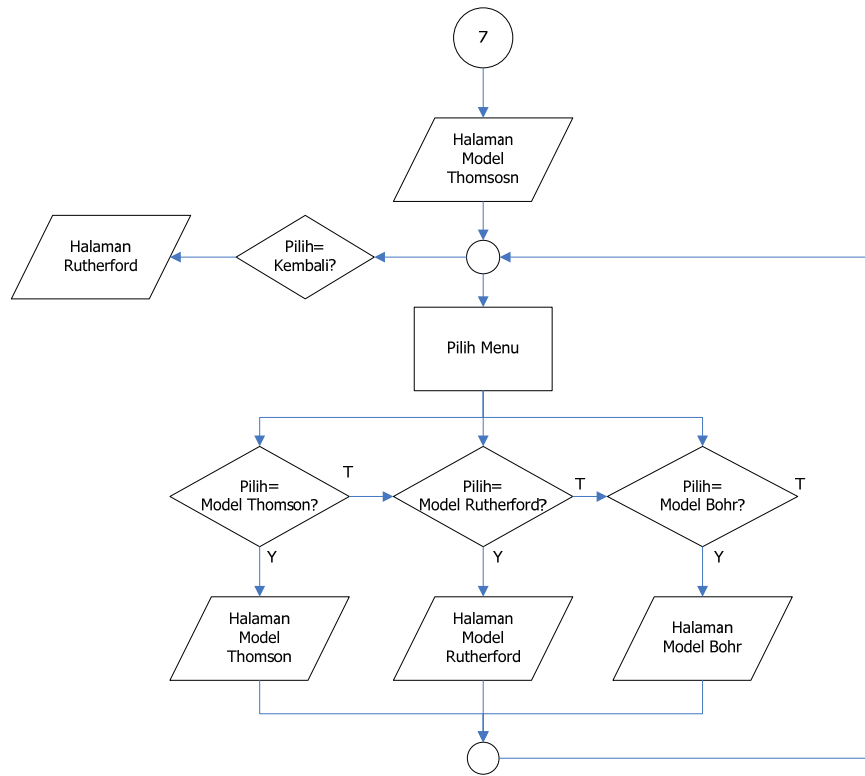 7
Halaman
Model
Thomsosn
Halaman
Rutherford
Pilih=
Kembali?
Pilih Menu
Pilih=
Model Thomson?
T
Pilih=
Model Rutherford?
T
Pilih=
Model Bohr?
T
Y
Y
Y
Halaman
Model
Thomson
Halaman
Model
Rutherford
Halaman
Model Bohr